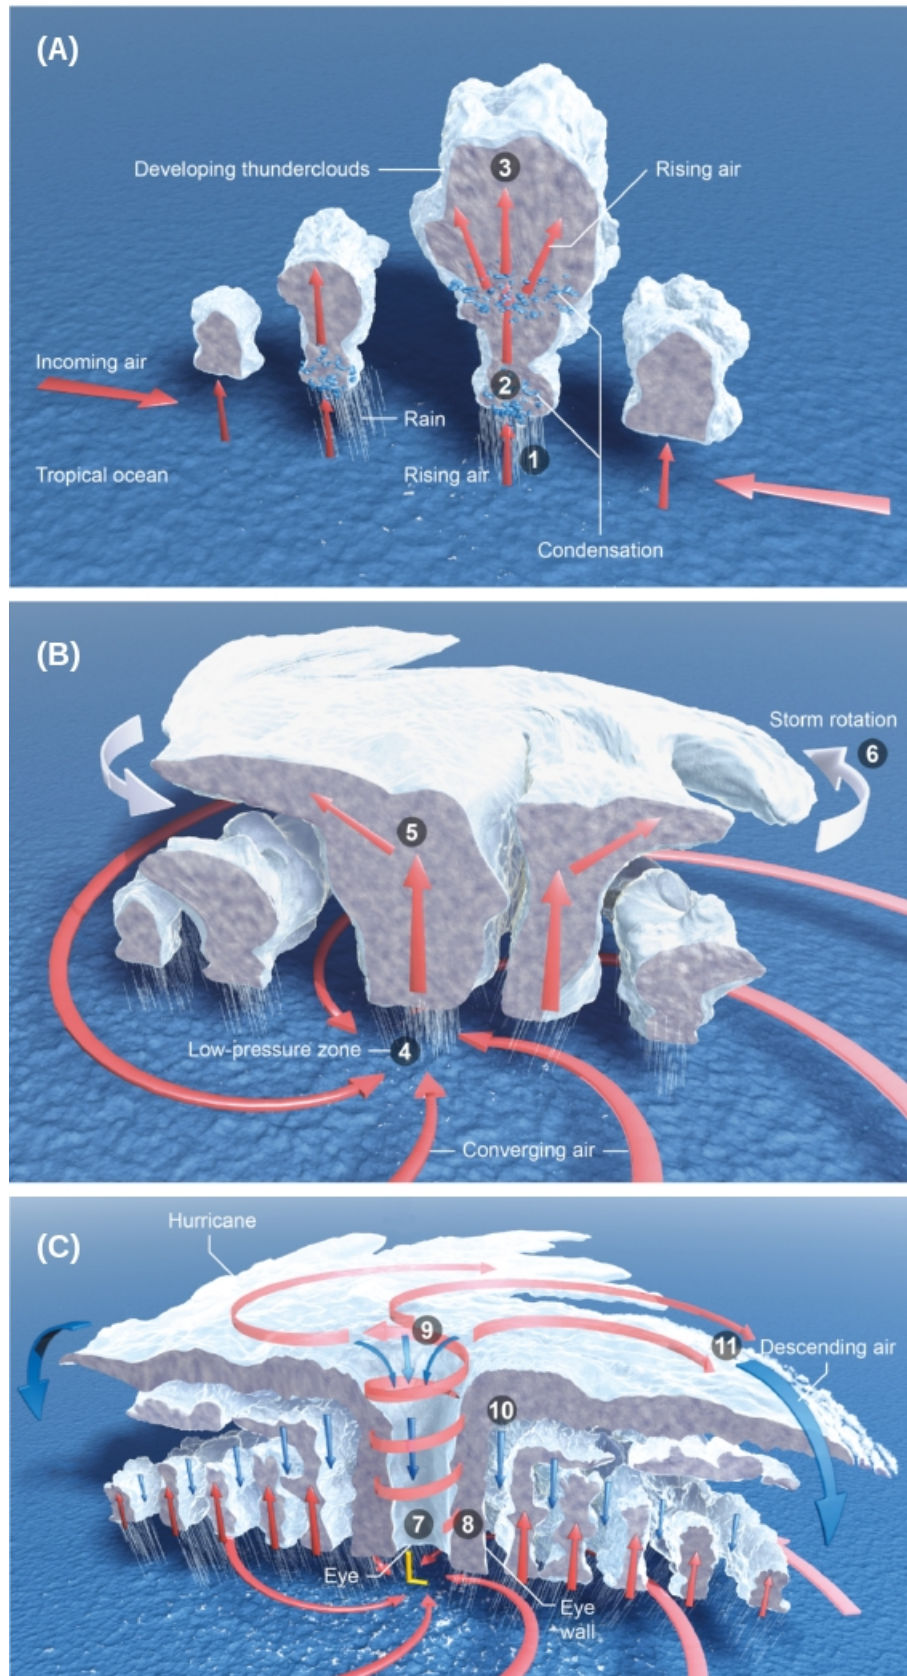 (A)
3
Developing thunderclouds
Rising air
Incoming air
2
Rain
1
Tropical ocean
Rising air
Condensation
(B)
Storm rotation
6
5
Low-pressure zone
4
Converging air
(C)
Hurricane
9
11
Descending air
10
7
8
Eye
L
Eye
wall